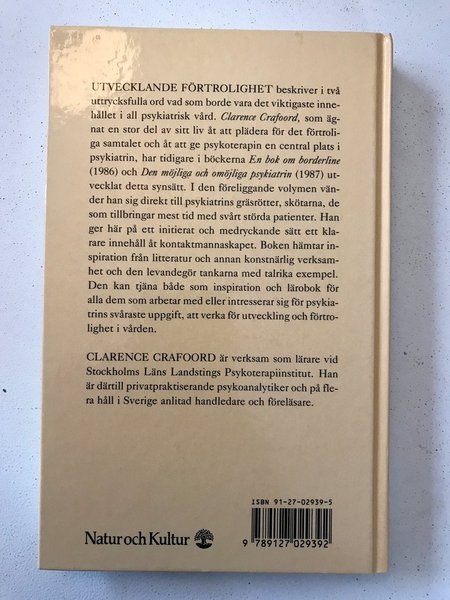 UTVECKLANDE FÖRTROLIGHET beskriver i två
uttrycksfulla ord vad som borde vara det viktigaste inne-
hållet i all psykiatrisk vård. Clarence Crafoord, som äg-
nat en stor del av sitt liv åt att plädera för det förtroli-
ga samtalet och åt att ge psykoterapin en central plats i
psykiatrin, har tidigare i böckerna En bok om borderline
(1986) och Den möjliga och omöjliga psykiatrin (1987) ut-
vecklat detta synsätt. I den föreliggande volymen vän-
der han sig direkt till psykiatrins gräsrötter, skötarna, de
som tillbringar mest tid med svårt störda patienter. Han
ger här på ett initierat och medryckande sätt ett kla-
rare innehåll åt kontaktmannaskapet. Boken hämtar in-
spiration från litteratur och annan konstnärlig verksam-
het och den levandegör tankarna med talrika exempel.
Den kan tjäna både som inspiration och lärobok för
alla dem som arbetar med eller intresserar sig för psykia-
trins svåraste uppgift, att verka för utveckling och förtro-
lighet i vården.
CLARENCE CRAFOORD är verksam som lärare vid
Stockholms Läns Landstings Psykoterapiinstitut. Han
är därtill privatpraktiserande psykoanalytiker och på fle-
ra håll i Sverige anlitad handledare och föreläsare.
ISBN 91-27-02939-5
Natur och Kultur
9 789127 029392